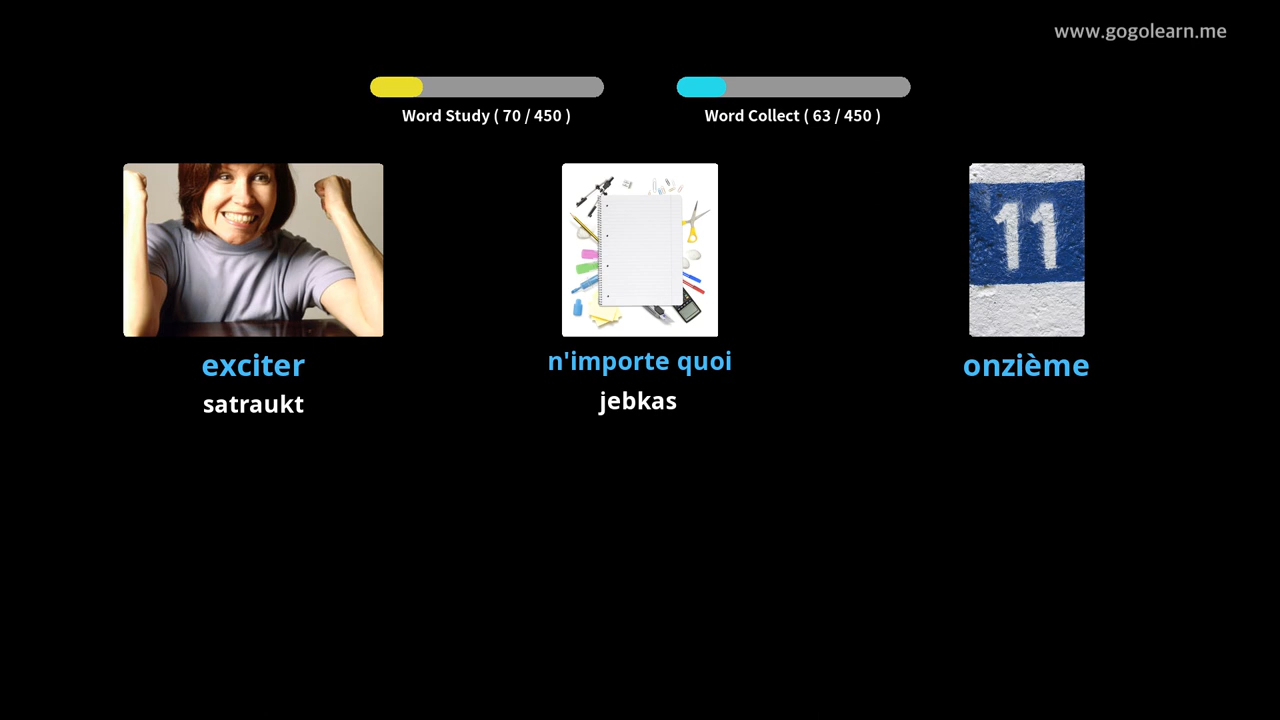 www.gogolearn.me
Word Study ( 70 / 450 )
Word Collect ( 63 / 450 )
11
exciter
n'importe quoi
onzième
satraukt
jebkas